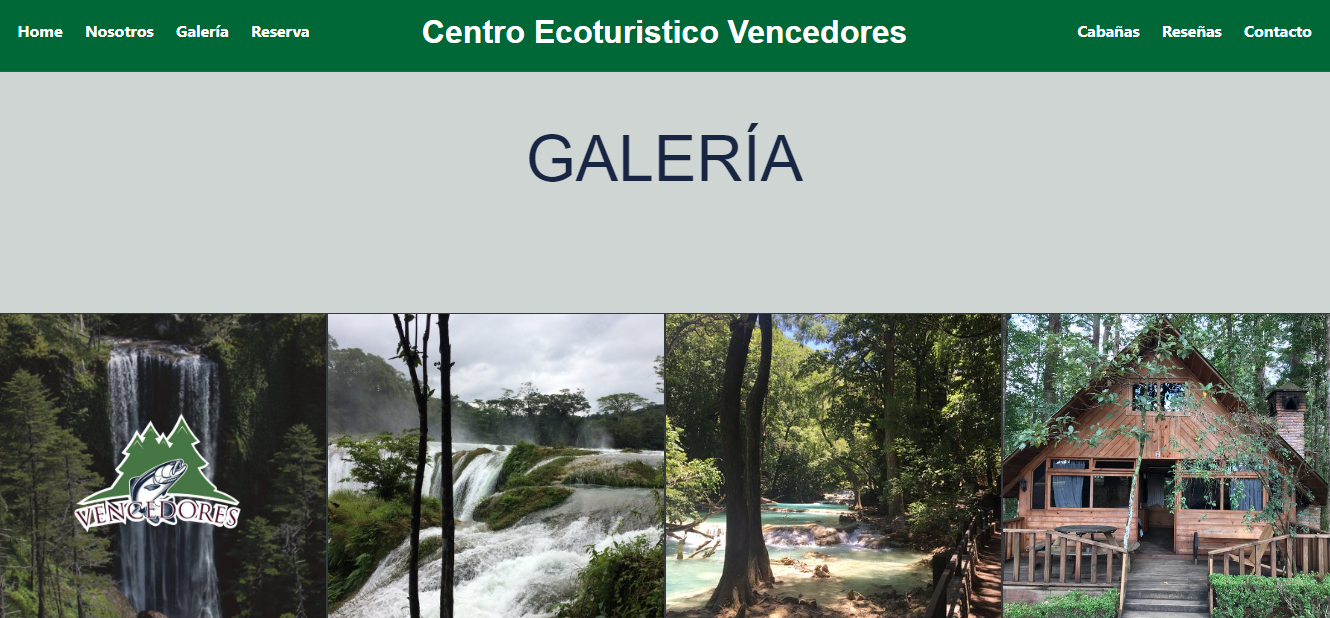 Home Nosotros Galería Reserva Centro Ecoturistico Vencedores Cabañas Reseñas Contacto
GALERÍA
VENCEDORES